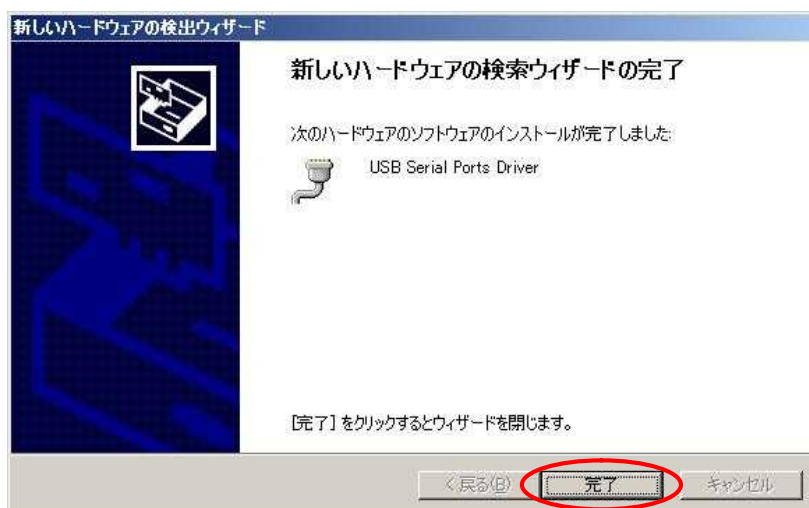 新しいハードウェアの検出ウィザード
新しいハードウェアの検索ウィザードの完了
次のハードウェアのソフトウェアのインストールが完了しました:
USB Serial Ports Driver
[完了] をクリックするとウィザードを閉じます。
< 戻る(B)
完了
キャンセル